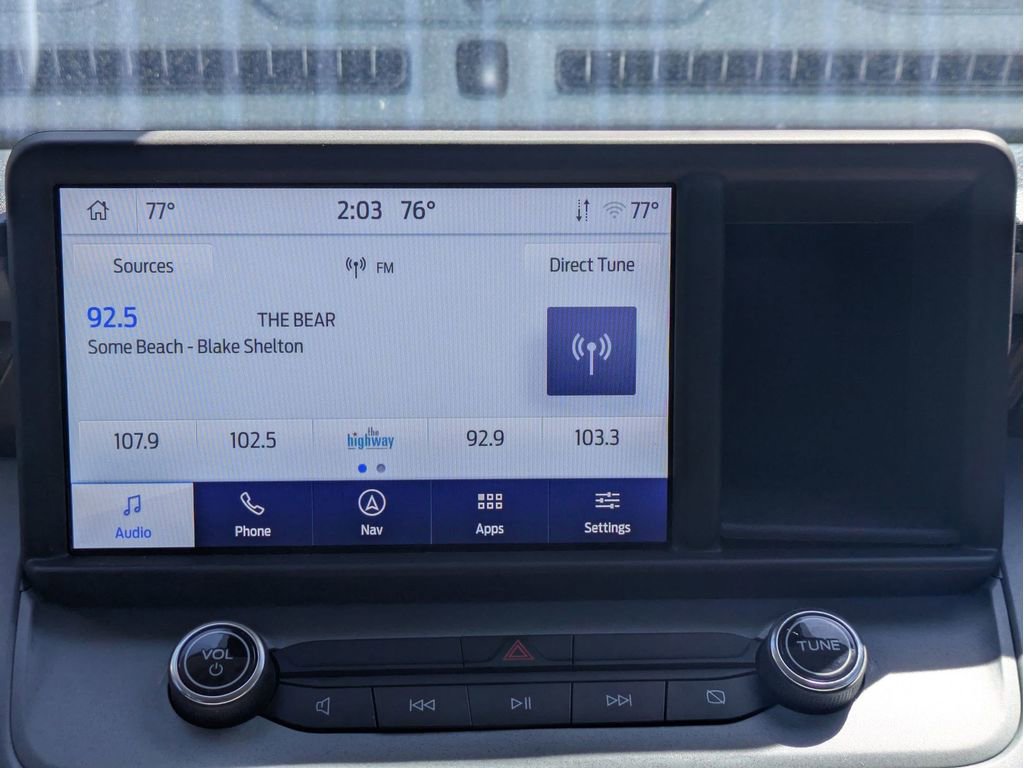 77° 2:03 76° 77°
Sources FM Direct Tune
92.5 THE BEAR
Some Beach - Blake Shelton
107.9 102.5 the highway 92.9 103.3
Audio Phone Nav Apps Settings
VOL TUNE